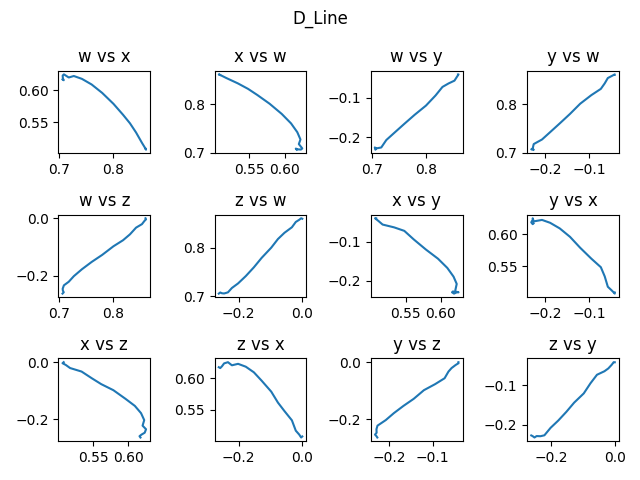 D_Line
w vs x
x vs w
w vs y
y vs w
0.60
0.55
0.7 0.8
0.8
0.7
0.55 0.60
−0.1
−0.2
0.7 0.8
0.8
0.7
−0.2 −0.1
w vs z
z vs w
x vs y
y vs x
0.0
−0.2
0.7 0.8
0.8
0.7
−0.2 0.0
−0.1
−0.2
0.55 0.60
0.60
0.55
−0.2 −0.1
x vs z
z vs x
y vs z
z vs y
0.0
−0.2
0.55 0.60
0.60
0.55
−0.2 0.0
0.0
−0.2
−0.2 −0.1
−0.1
−0.2
−0.2 0.0